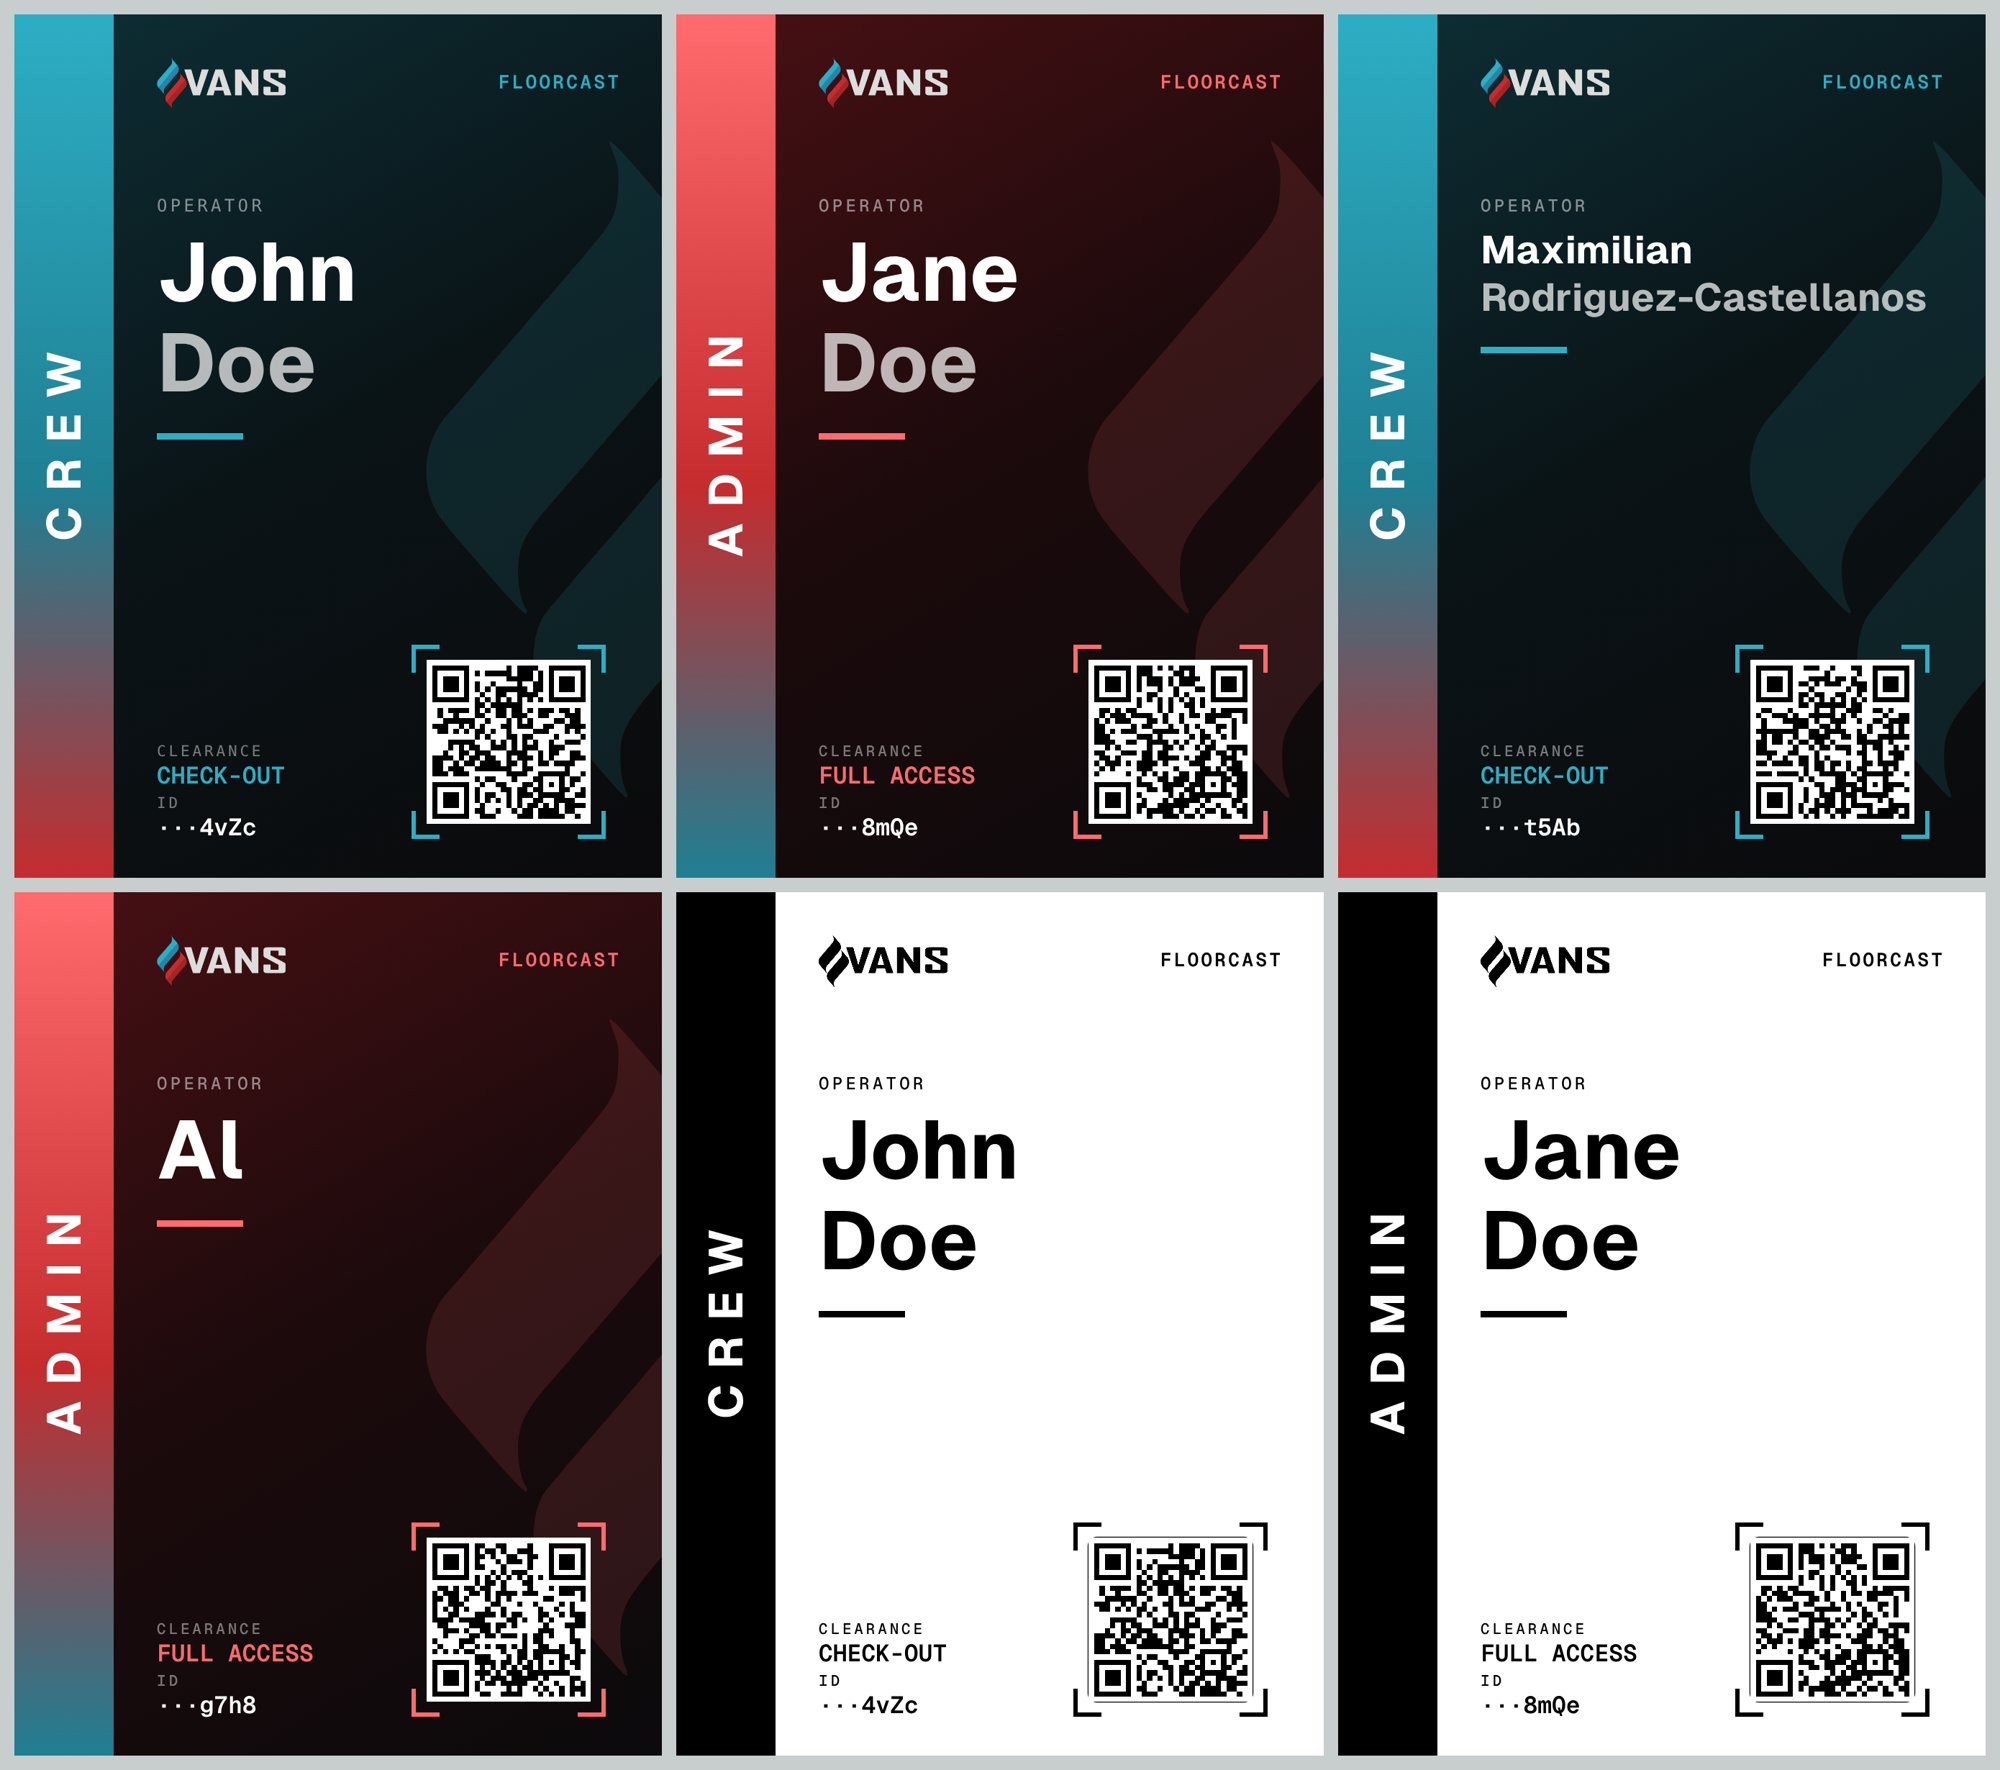 CREW
VANS
FLOORCAST
OPERATOR
John
Doe
CLEARANCE
CHECK-OUT
ID
···4vZc
ADMIN
VANS
FLOORCAST
OPERATOR
Jane
Doe
CLEARANCE
FULL ACCESS
ID
···8mQe
CREW
VANS
FLOORCAST
OPERATOR
Maximilian
Rodriguez-Castellanos
CLEARANCE
CHECK-OUT
ID
···t5Ab
ADMIN
VANS
FLOORCAST
OPERATOR
Al
CLEARANCE
FULL ACCESS
ID
···g7h8
CREW
VANS
FLOORCAST
OPERATOR
John
Doe
CLEARANCE
CHECK-OUT
ID
···4vZc
ADMIN
VANS
FLOORCAST
OPERATOR
Jane
Doe
CLEARANCE
FULL ACCESS
ID
···8mQe